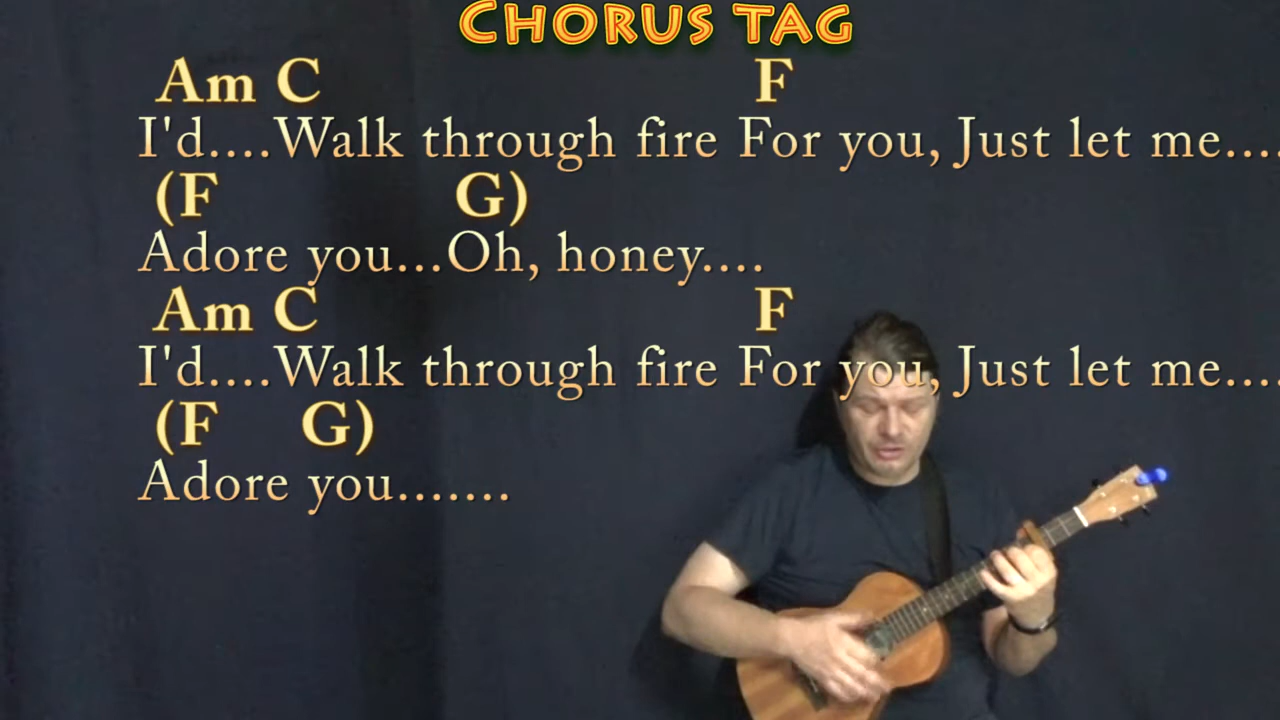 CHORUS TAG
Am C F
I'd....Walk through fire For you, Just let me....
(F G)
Adore you...Oh, honey....
Am C F
I'd....Walk through fire For you, Just let me....
(F G)
Adore you.......